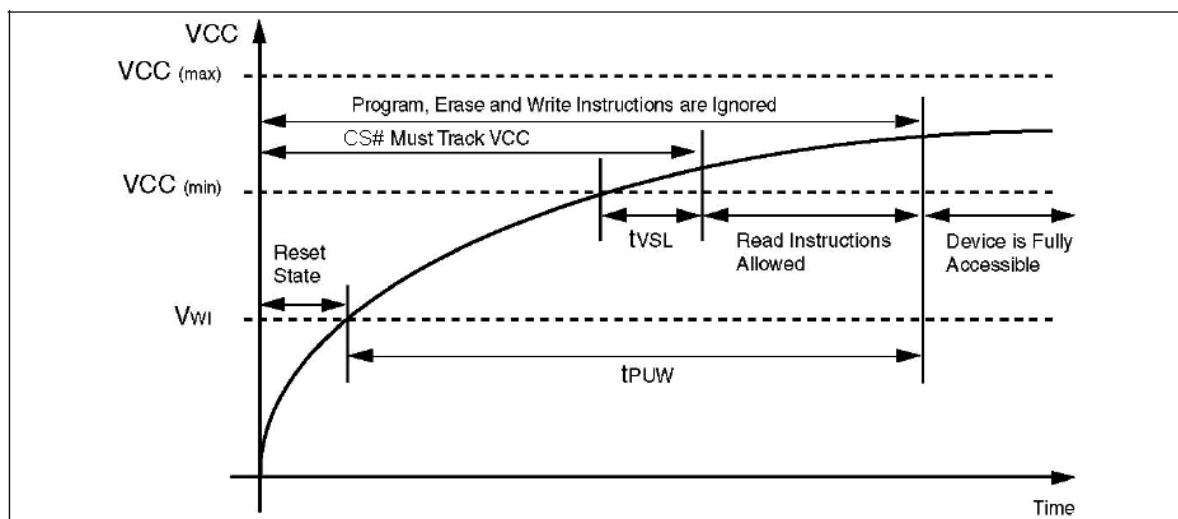 VCC
VCC (max)
Program, Erase and Write Instructions are Ignored
CS# Must Track VCC
VCC (min)
Reset
State
tVSL
Read Instructions
Allowed
Device is Fully
Accessible
VWI
tPUW
Time